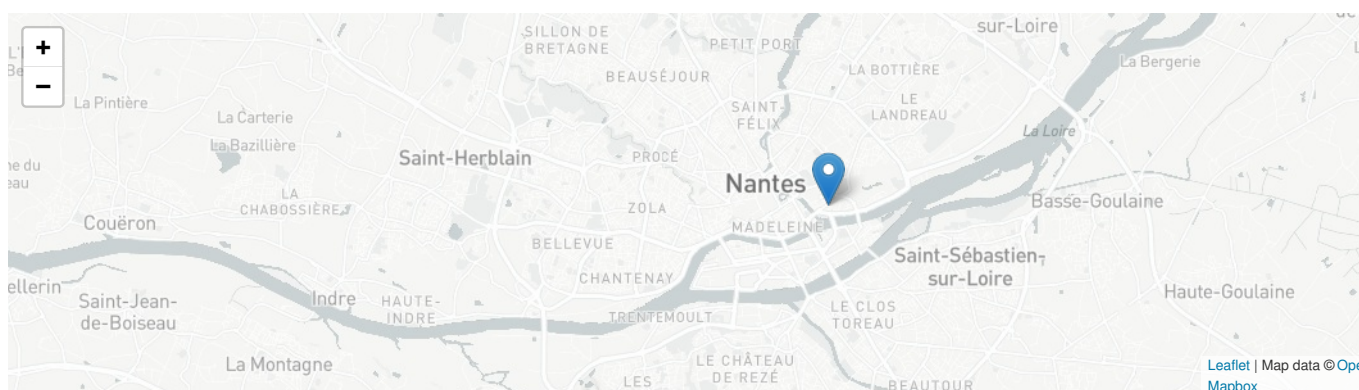 +
−
SILLON DE
BRETAGNE
PETIT PORT
sur-Loire
La Bergerie
BEAUSÉJOUR
LA BOTTIÈRE
La Pintière
La Carterie
SAINT-
FÉLIX
LE
LANDREAU
La Loire
La Bazillière
Saint-Herblain
PROCÉ
Nantes
LA
CHABOSSIÈRE
ZOLA
Basse-Goulaine
Couëron
MADELEINE
BELLEVUE
Saint-Sébastien-
sur-Loire
CHANTENAY
ellerin
Saint-Jean-
de-Boiseau
Indre
HAUTE-
INDRE
Haute-Goulaine
TRENTEMOULT
LE CLOS
TOREAU
La Montagne
LE CHÂTEAU
DE REZÉ
LES
BEAUTOUR
Leaflet | Map data © Ope
Mapbox